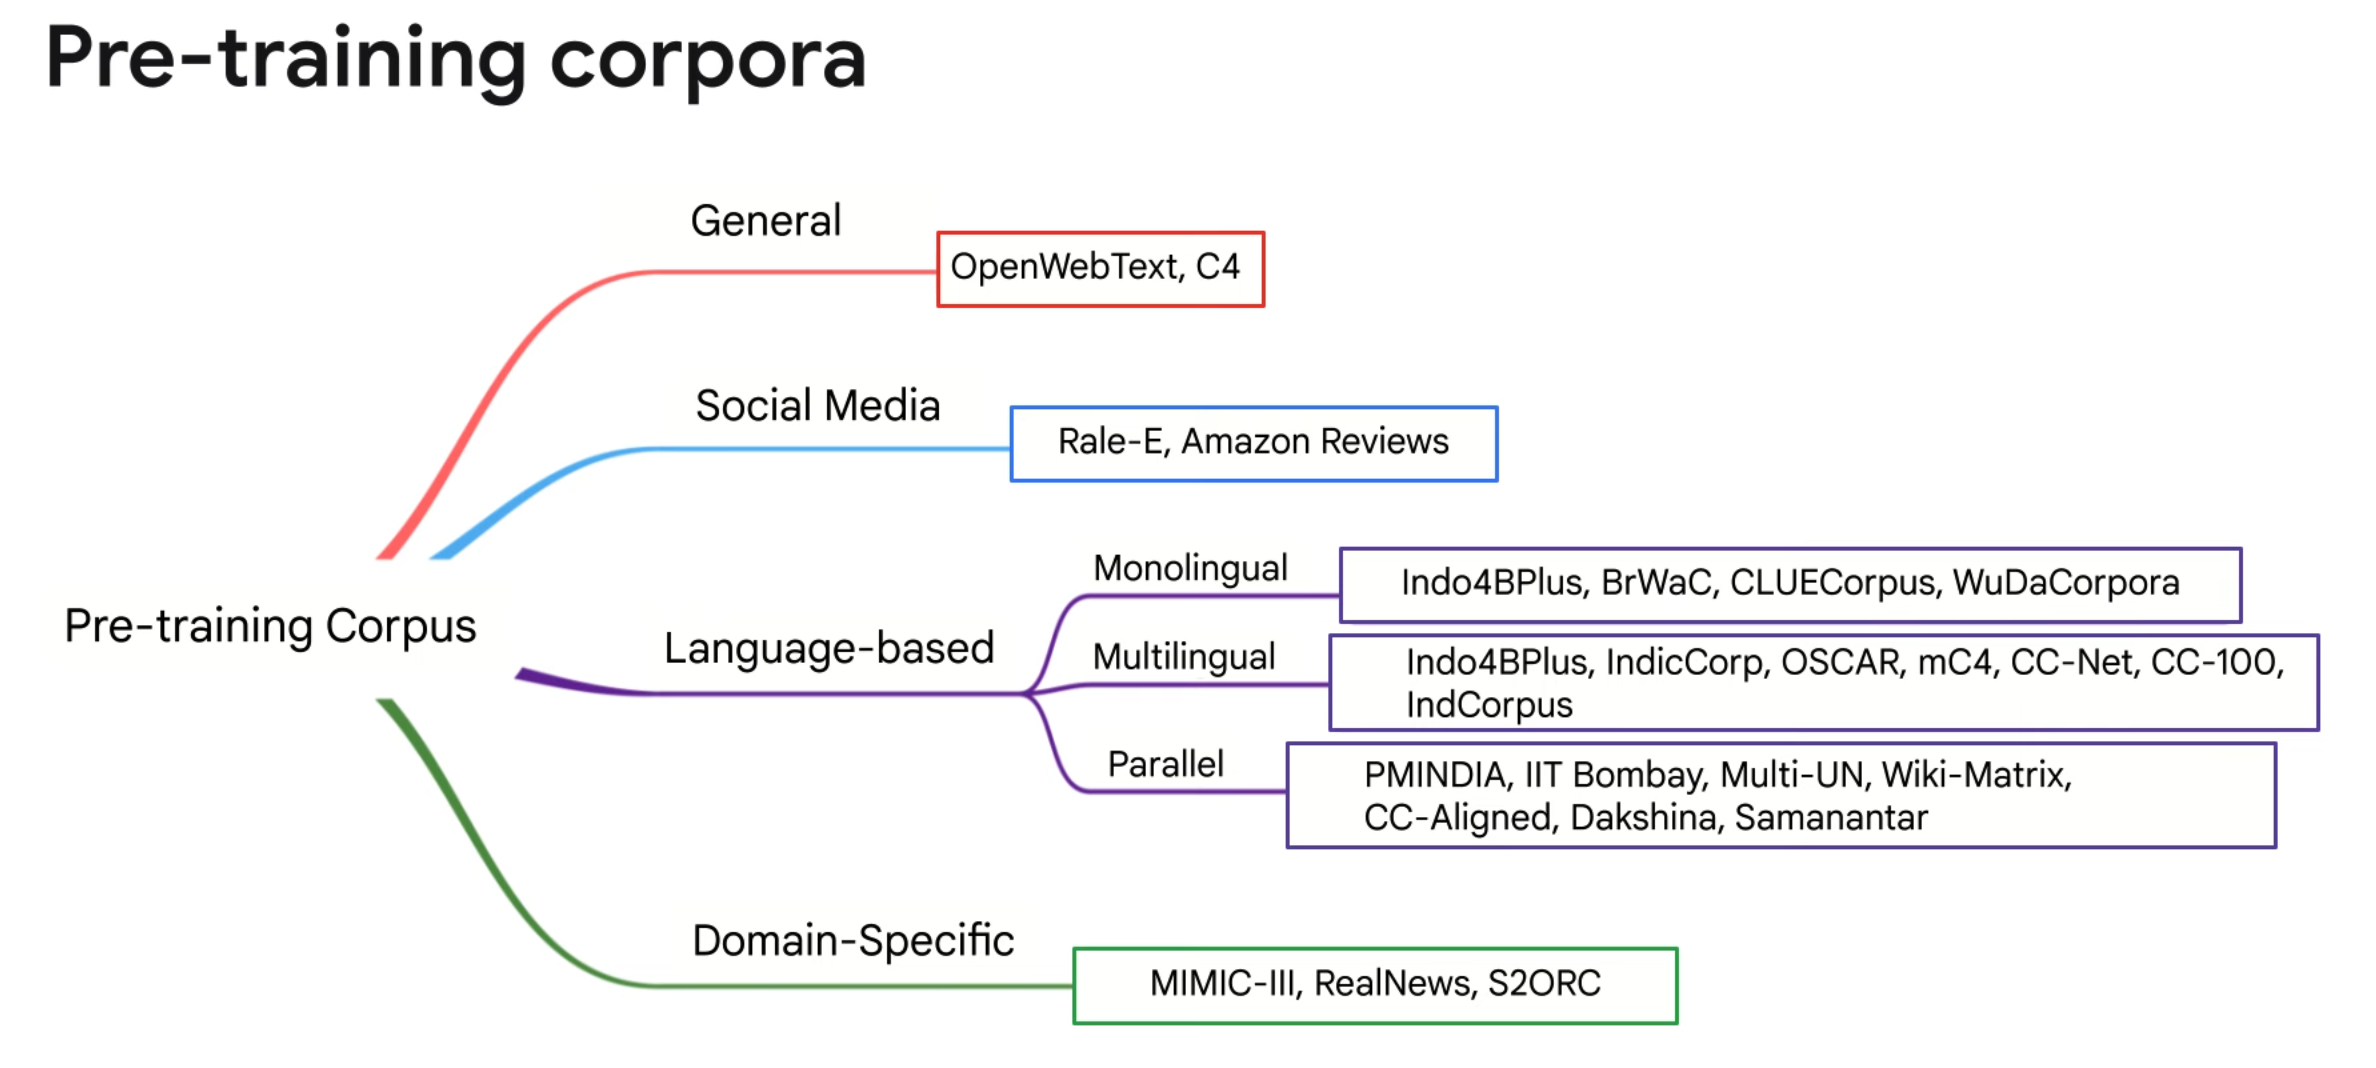 Pre-training corpora
General
OpenWebText, C4
Social Media
Rale-E, Amazon Reviews
Pre-training Corpus
Language-based
Monolingual
Indo4BPlus, BrWaC, CLUECorpus, WuDaCorpora
Multilingual
Indo4BPlus, IndicCorp, OSCAR, mC4, CC-Net, CC-100,
IndCorpus
Parallel
PMINDIA, IIT Bombay, Multi-UN, Wiki-Matrix,
CC-Aligned, Dakshina, Samanantar
Domain-Specific
MIMIC-III, RealNews, S2ORC